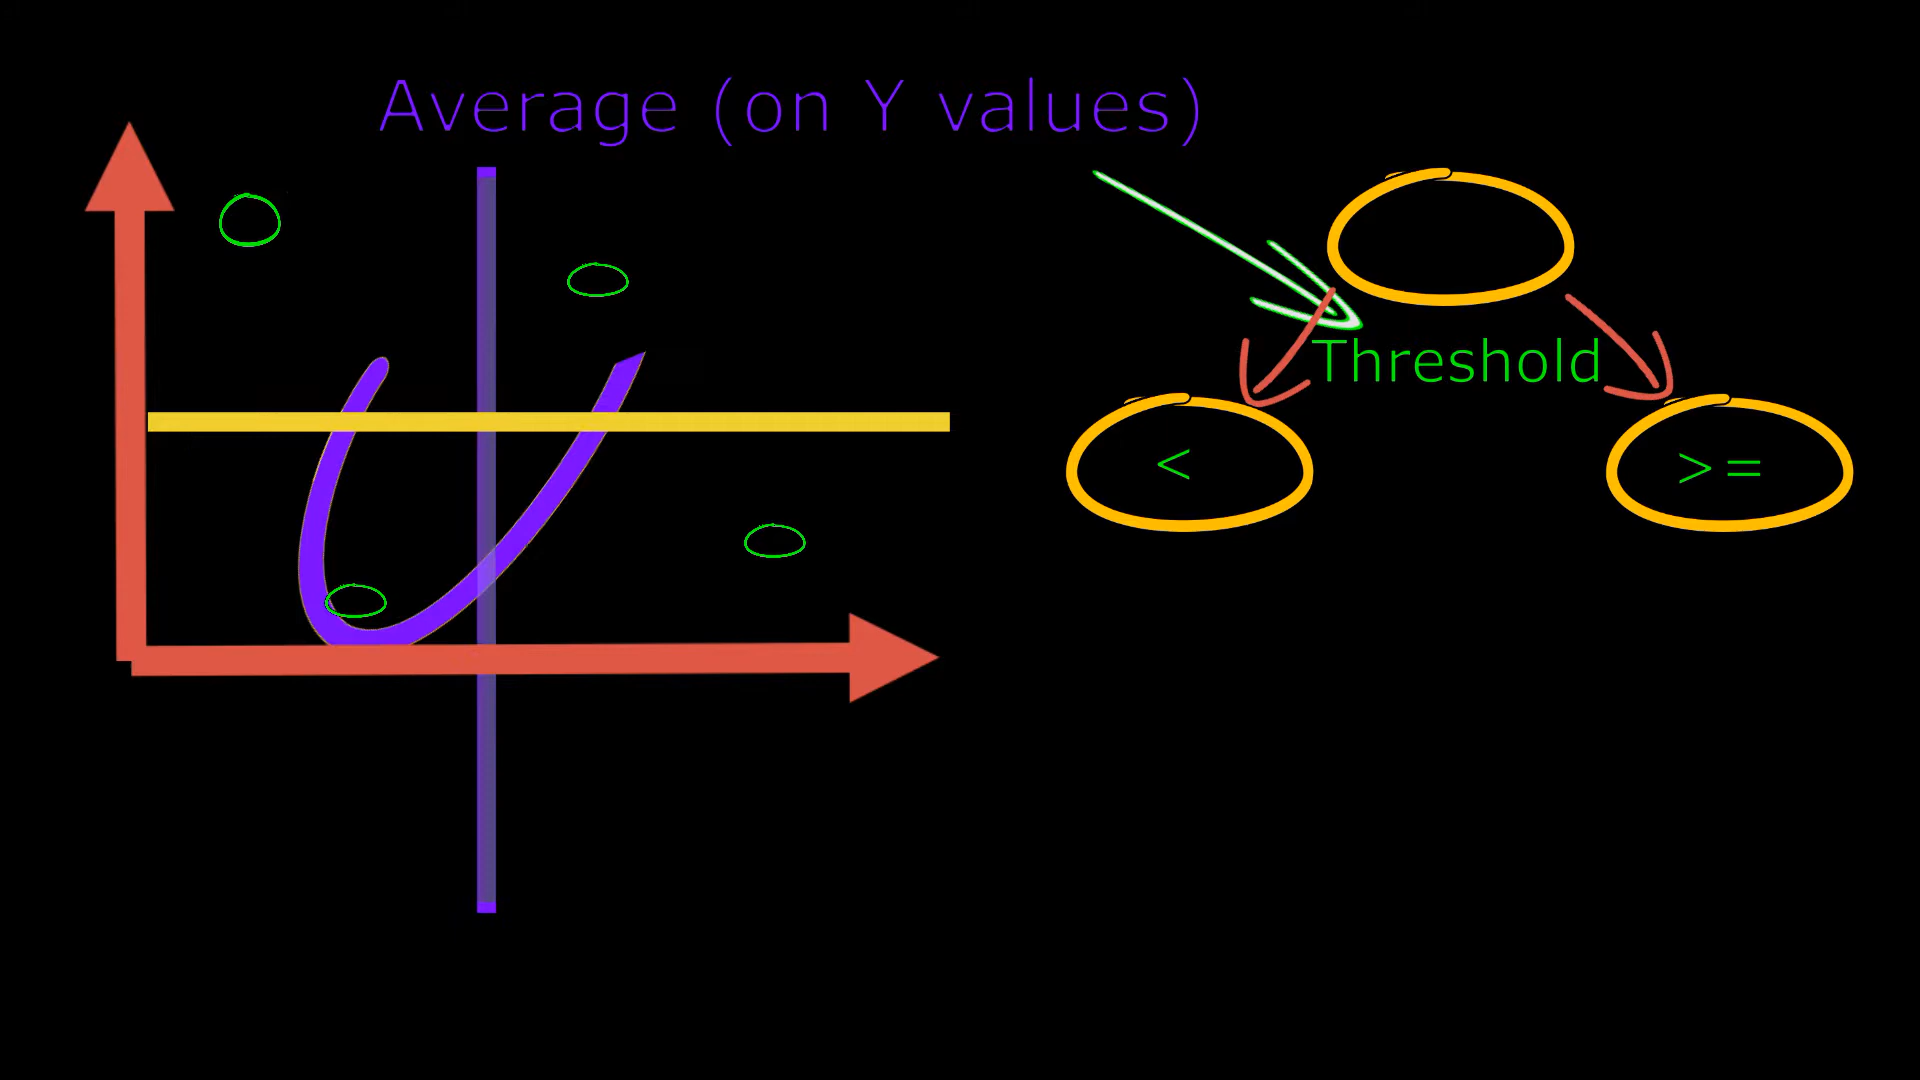 Average (on Y values)
Threshold
<
>=